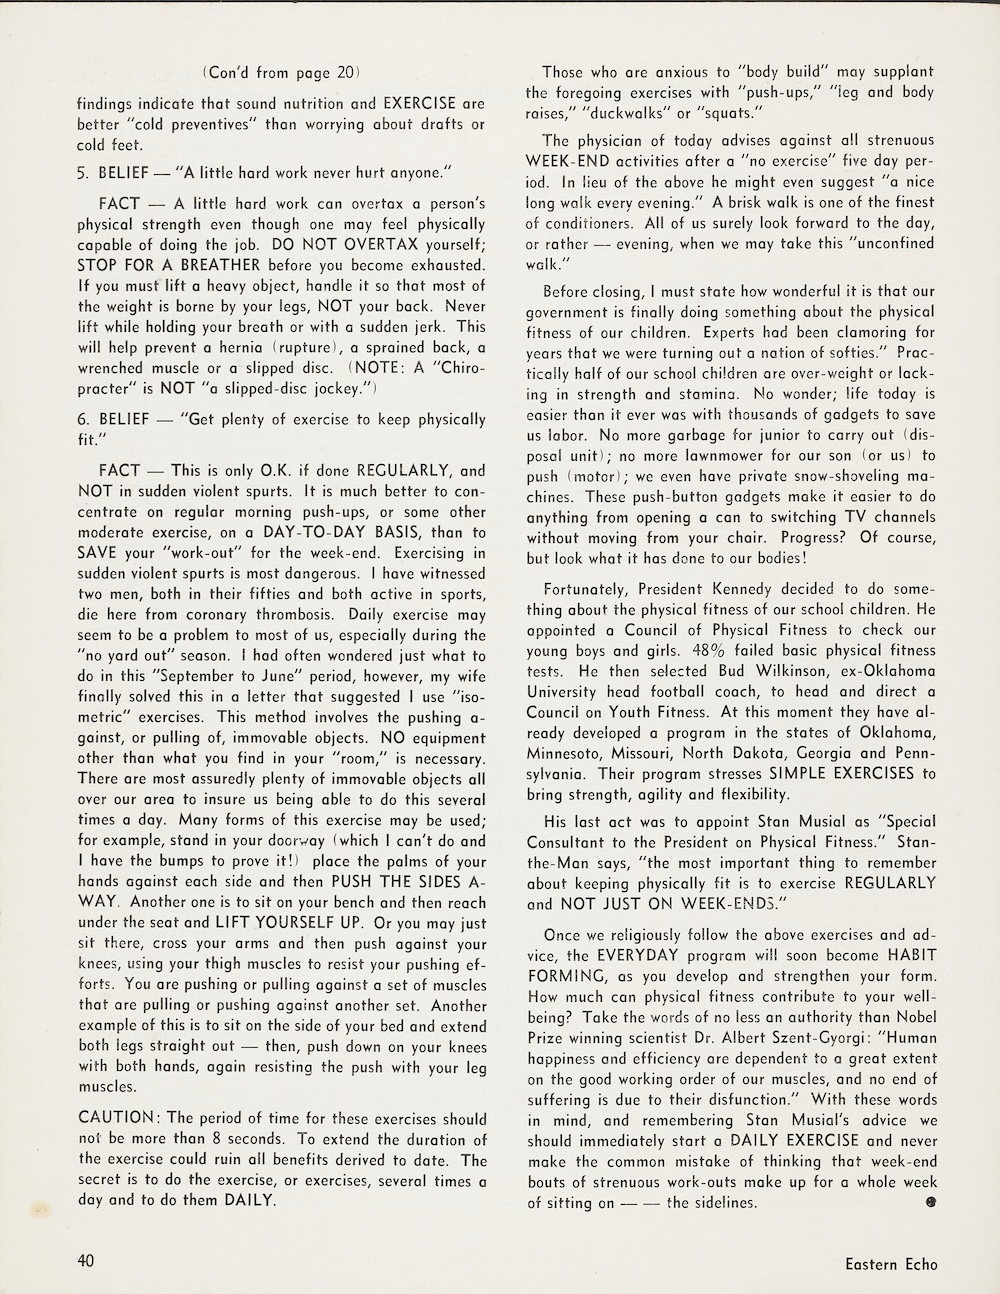 (Con'd from page 20)
findings indicate that sound nutrition and EXERCISE are
better "cold preventives" than worrying about drafts or
cold feet.
5. BELIEF — "A little hard work never hurt anyone."
FACT — A little hard work can overtax a person's
physical strength even though one may feel physically
capable of doing the job. DO NOT OVERTAX yourself;
STOP FOR A BREATHER before you become exhausted.
If you must lift a heavy object, handle it so that most of
the weight is borne by your legs, NOT your back. Never
lift while holding your breath or with a sudden jerk. This
will help prevent a hernia (rupture), a sprained back, a
wrenched muscle or a slipped disc. (NOTE: A "Chiro-
practer" is NOT "a slipped-disc jockey.")
6. BELIEF — "Get plenty of exercise to keep physically
fit."
FACT — This is only O.K. if done REGULARLY, and
NOT in sudden violent spurts. It is much better to con-
centrate on regular morning push-ups, or some other
moderate exercise, on a DAY-TO-DAY BASIS, than to
SAVE your "work-out" for the week-end. Exercising in
sudden violent spurts is most dangerous. I have witnessed
two men, both in their fifties and both active in sports,
die here from coronary thrombosis. Daily exercise may
seem to be a problem to most of us, especially during the
"no yard out" season. I had often wondered just what to
do in this "September to June" period, however, my wife
finally solved this in a letter that suggested I use "iso-
metric" exercises. This method involves the pushing a-
gainst, or pulling of, immovable objects. NO equipment
other than what you find in your "room," is necessary.
There are most assuredly plenty of immovable objects all
over our area to insure us being able to do this several
times a day. Many forms of this exercise may be used;
for example, stand in your doorway (which I can't do and
I have the bumps to prove it!) place the palms of your
hands against each side and then PUSH THE SIDES A-
WAY. Another one is to sit on your bench and then reach
under the seat and LIFT YOURSELF UP. Or you may just
sit there, cross your arms and then push against your
knees, using your thigh muscles to resist your pushing ef-
forts. You are pushing or pulling against a set of muscles
that are pulling or pushing against another set. Another
example of this is to sit on the side of your bed and extend
both legs straight out — then, push down on your knees
with both hands, again resisting the push with your leg
muscles.
CAUTION: The period of time for these exercises should
not be more than 8 seconds. To extend the duration of
the exercise could ruin all benefits derived to date. The
secret is to do the exercise, or exercises, several times a
day and to do them DAILY.
Those who are anxious to "body build" may supplant
the foregoing exercises with "push-ups," "leg and body
raises," "duckwalks" or "squats."
The physician of today advises against all strenuous
WEEK-END activities after a "no exercise" five day per-
iod. In lieu of the above he might even suggest "a nice
long walk every evening." A brisk walk is one of the finest
of conditioners. All of us surely look forward to the day,
or rather — evening, when we may take this "unconfined
walk."
Before closing, I must state how wonderful it is that our
government is finally doing something about the physical
fitness of our children. Experts had been clamoring for
years that we were turning out a nation of softies." Prac-
tically half of our school children are over-weight or lack-
ing in strength and stamina. No wonder; life today is
easier than it ever was with thousands of gadgets to save
us labor. No more garbage for junior to carry out (dis-
posal unit); no more lawnmower for our son (or us) to
push (motor); we even have private snow-shoveling ma-
chines. These push-button gadgets make it easier to do
anything from opening a can to switching TV channels
without moving from your chair. Progress? Of course,
but look what it has done to our bodies!
Fortunately, President Kennedy decided to do some-
thing about the physical fitness of our school children. He
appointed a Council of Physical Fitness to check our
young boys and girls. 48% failed basic physical fitness
tests. He then selected Bud Wilkinson, ex-Oklahoma
University head football coach, to head and direct a
Council on Youth Fitness. At this moment they have al-
ready developed a program in the states of Oklahoma,
Minnesoto, Missouri, North Dakota, Georgia and Penn-
sylvania. Their program stresses SIMPLE EXERCISES to
bring strength, agility and flexibility.
His last act was to appoint Stan Musial as "Special
Consultant to the President on Physical Fitness." Stan-
the-Man says, "the most important thing to remember
about keeping physically fit is to exercise REGULARLY
and NOT JUST ON WEEK-ENDS."
Once we religiously follow the above exercises and ad-
vice, the EVERYDAY program will soon become HABIT
FORMING, as you develop and strengthen your form.
How much can physical fitness contribute to your well-
being? Take the words of no less an authority than Nobel
Prize winning scientist Dr. Albert Szent-Gyorgi: "Human
happiness and efficiency are dependent to a great extent
on the good working order of our muscles, and no end of
suffering is due to their disfunction." With these words
in mind, and remembering Stan Musial's advice we
should immediately start a DAILY EXERCISE and never
make the common mistake of thinking that week-end
bouts of strenuous work-outs make up for a whole week
of sitting on — — the sidelines.
40
Eastern Echo